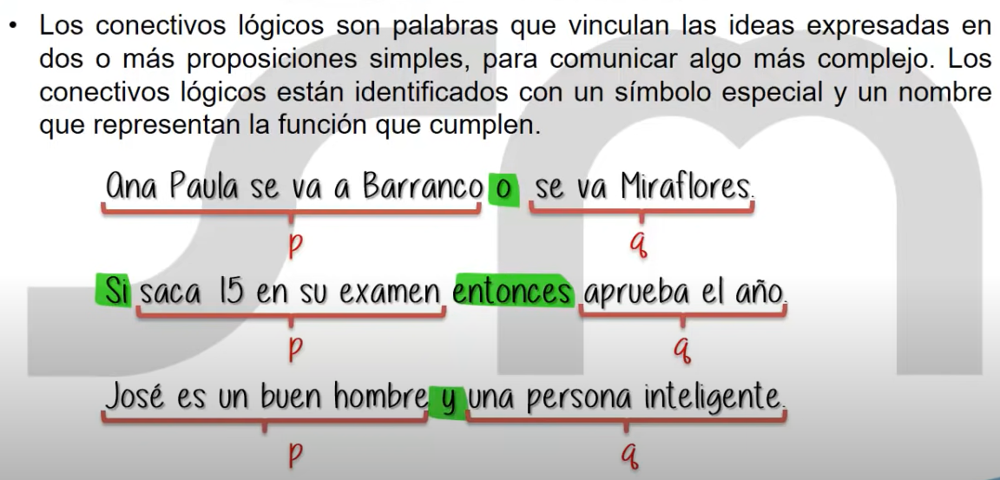 • Los conectivos lógicos son palabras que vinculan las ideas expresadas en
dos o más proposiciones simples, para comunicar algo más complejo. Los
conectivos lógicos están identificados con un símbolo especial y un nombre
que representan la función que cumplen.
Ana Paula se va a Barranco o se va Miraflores.
p q
Si saca 15 en su examen entonces aprueba el año.
p q
José es un buen hombre y una persona inteligente.
p q